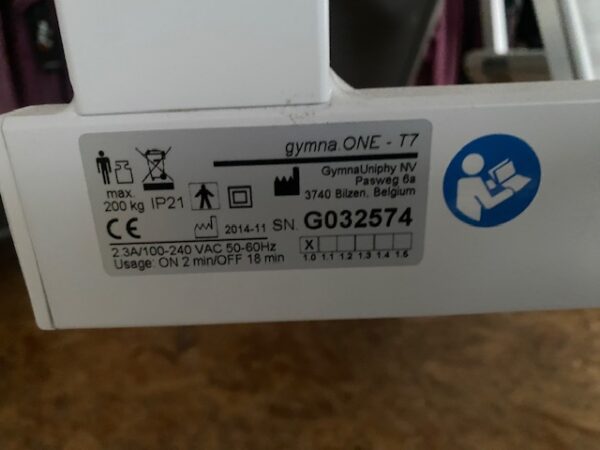 gymna.ONE - T7
GymnaUniphy NV
Pasweg 6a
3740 Bilzen, Belgium
max.
200 kg IP21
CE 2014-11 SN. G032574
2.3A/100-240 VAC 50-60Hz
Usage: ON 2 min/OFF 18 min
X
1.0 1.1 1.2 1.3 1.4 1.5